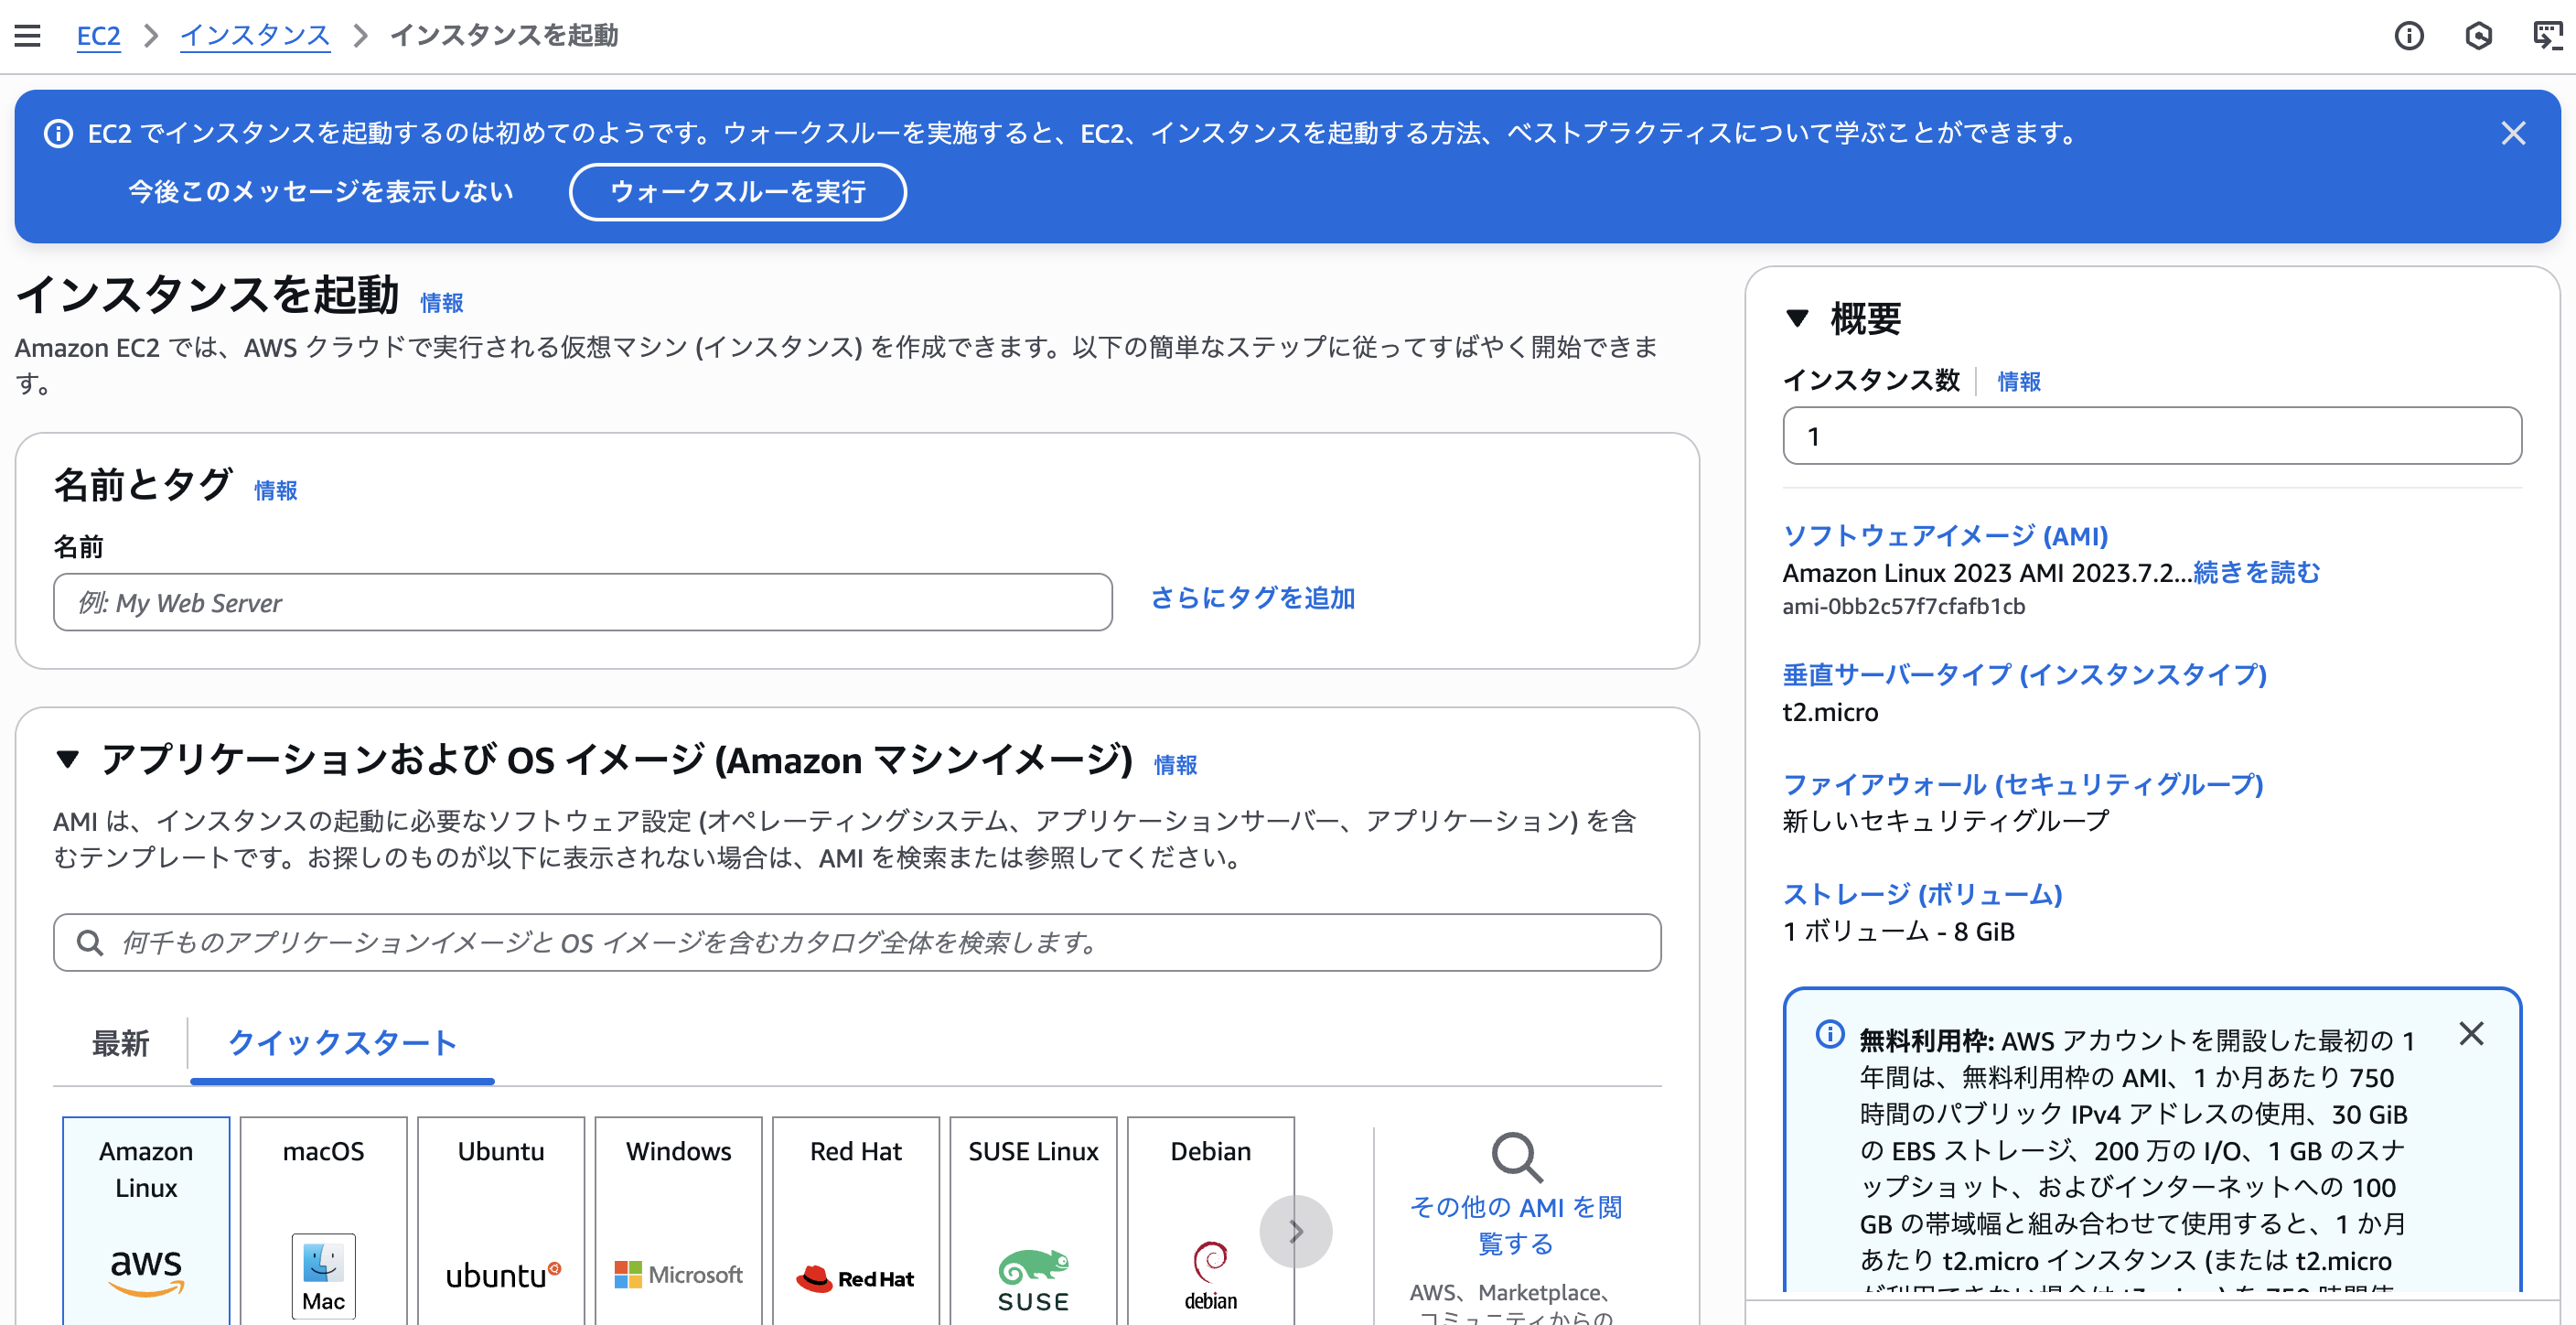 EC2 > インスタンス > インスタンスを起動
EC2 でインスタンスを起動するのは初めてのようです。ウォークスルーを実施すると、EC2、インスタンスを起動する方法、ベストプラクティスについて学ぶことができます。
今後このメッセージを表示しない ウォークスルーを実行
インスタンスを起動 情報
Amazon EC2 では、AWS クラウドで実行される仮想マシン (インスタンス) を作成できます。以下の簡単なステップに従ってすばやく開始できま
す。
名前とタグ 情報
名前
例: My Web Server
さらにタグを追加
アプリケーションおよび OS イメージ (Amazon マシンイメージ) 情報
AMI は、インスタンスの起動に必要なソフトウェア設定 (オペレーティングシステム、アプリケーションサーバー、アプリケーション) を含
むテンプレートです。お探しのものが以下に表示されない場合は、AMI を検索または参照してください。
何千ものアプリケーションイメージと OS イメージを含むカタログ全体を検索します。
最新 クイックスタート
Amazon
Linux
aws
macOS
Mac
Ubuntu
ubuntu
Windows
Microsoft
Red Hat
Red Hat
SUSE Linux
SUSE
Debian
debian
その他の AMI を閲
覧する
AWS、Marketplace、
コミュニティからの
概要
インスタンス数 情報
1
ソフトウェアイメージ (AMI)
Amazon Linux 2023 AMI 2023.7.2...続きを読む
ami-0bb2c57f7cfafb1cb
垂直サーバータイプ (インスタンスタイプ)
t2.micro
ファイアウォール (セキュリティグループ)
新しいセキュリティグループ
ストレージ (ボリューム)
1 ボリューム - 8 GiB
無料利用枠: AWS アカウントを開設した最初の 1
年間は、無料利用枠の AMI、1 か月あたり 750
時間のパブリック IPv4 アドレスの使用、30 GiB
の EBS ストレージ、200 万の I/O、1 GB のスナ
ップショット、およびインターネットへの 100
GB の帯域幅と組み合わせて使用すると、1 か月
あたり t2.micro インスタンス (または t2.micro